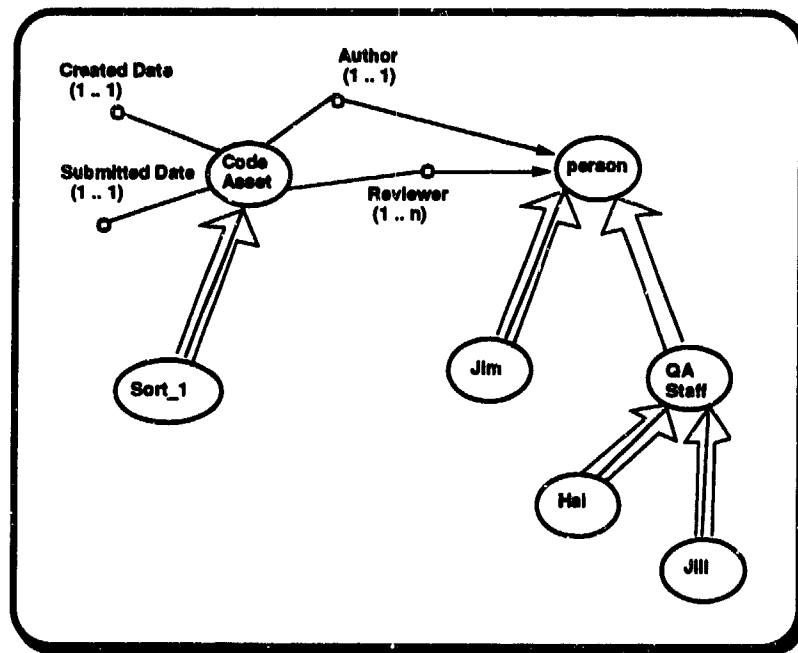 Author
(1 .. 1)
Created Date
(1 .. 1)
Code
Asset
person
Submitted Date
(1 .. 1)
Reviewer
(1 .. n)
Sort_1
Jim
QA
Staff
Hal
Jill